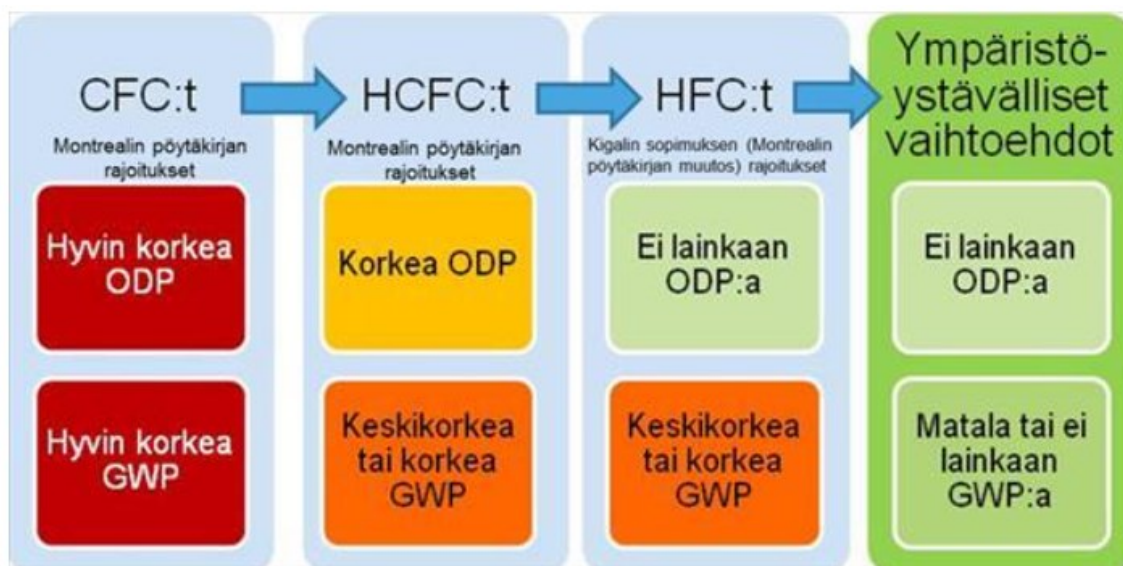 CFC:t
Montrealin pöytäkirjan
rajoitukset
Hyvin korkea
ODP
Hyvin korkea
GWP
HCFC:t
Montrealin pöytäkirjan
rajoitukset
Korkea ODP
Keskikorkea
tai korkea
GWP
HFC:t
Kigalin sopimuksen (Montrealin
pöytäkirjan muutos) rajoitukset
Ei lainkaan
ODP:a
Keskikorkea
tai korkea
GWP
Ympäristö-
ystävälliset
vaihtoehdot
Ei lainkaan
ODP:a
Matala tai ei
lainkaan
GWP:a